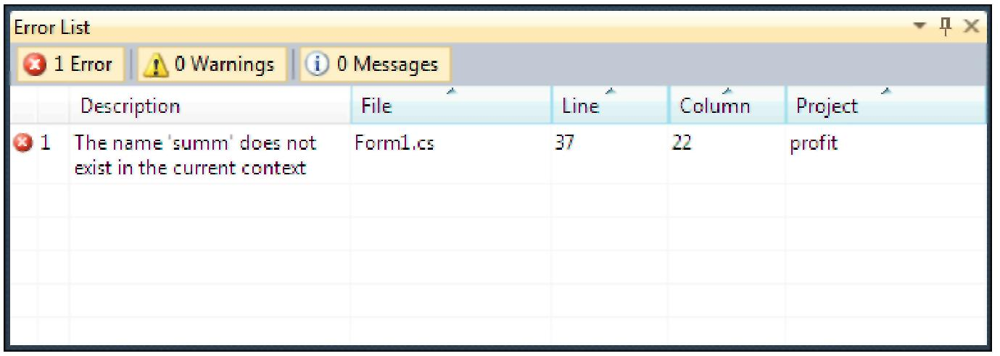 Error List
1 Error 0 Warnings 0 Messages
Description File Line Column Project
1 The name 'summ' does not Form1.cs 37 22 profit
exist in the current context